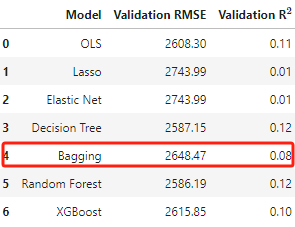 Model Validation RMSE Validation R²
0 OLS 2608.30 0.11
1 Lasso 2743.99 0.01
2 Elastic Net 2743.99 0.01
3 Decision Tree 2587.15 0.12
4 Bagging 2648.47 0.08
5 Random Forest 2586.19 0.12
6 XGBoost 2615.85 0.10